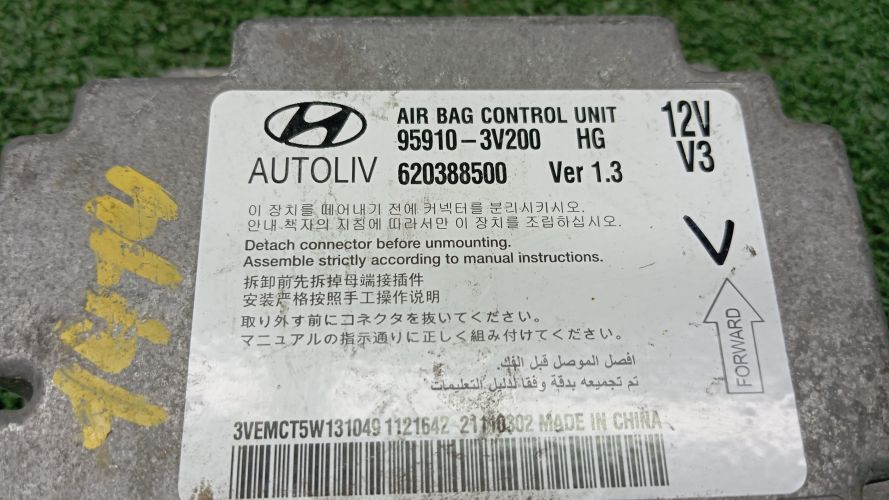 AIR BAG CONTROL UNIT 12V
95910-3V200 HG V3
AUTOLIV 620388500 Ver 1.3
이 장치를 떼어내기 전에 커넥터를 분리시키시오.
안내 책자의 지침에 따라서만 이 장치를 조립하십시오.
Detach connector before unmounting.
Assemble strictly according to manual instructions.
拆卸前先拆掉母端接插件
安装严格按照手工操作说明
取り外す前にコネクタを抜いてください。
マニュアルの指示通りに正しく組み付けてください。
افصل الموصل قبل الفك.
تم تجميعه بدقة وفقا لدليل التعليمات
FORWARD
3VEMCT5W131049 1121642 21110302 MADE IN CHINA